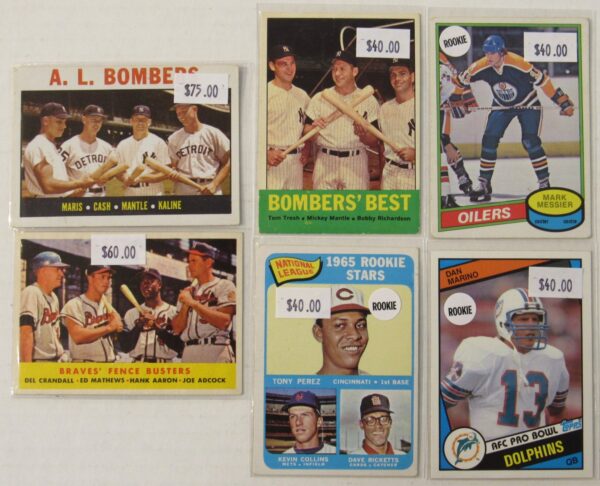 A. L. BOMBERS
$75.00
DETROIT
DETROIT
MARIS • CASH • MANTLE • KALINE
$40.00
BOMBERS' BEST
Tom Tresh • Mickey Mantle • Bobby Richardson
ROOKIE
$40.00
OILERS
MARK
MESSIER
$60.00
BRAVES' FENCE BUSTERS
DEL CRANDALL • ED MATHEWS • HANK AARON • JOE ADCOCK
NATIONAL
LEAGUE
1965 ROOKIE
STARS
$40.00
ROOKIE
TONY PEREZ
CINCINNATI • 1st BASE
KEVIN COLLINS
METS • INFIELD
DAVE RICKETTS
CARDS • CATCHER
DAN
MARINO
$40.00
ROOKIE
13
TOPPS
AFC PRO BOWL
DOLPHINS
QB